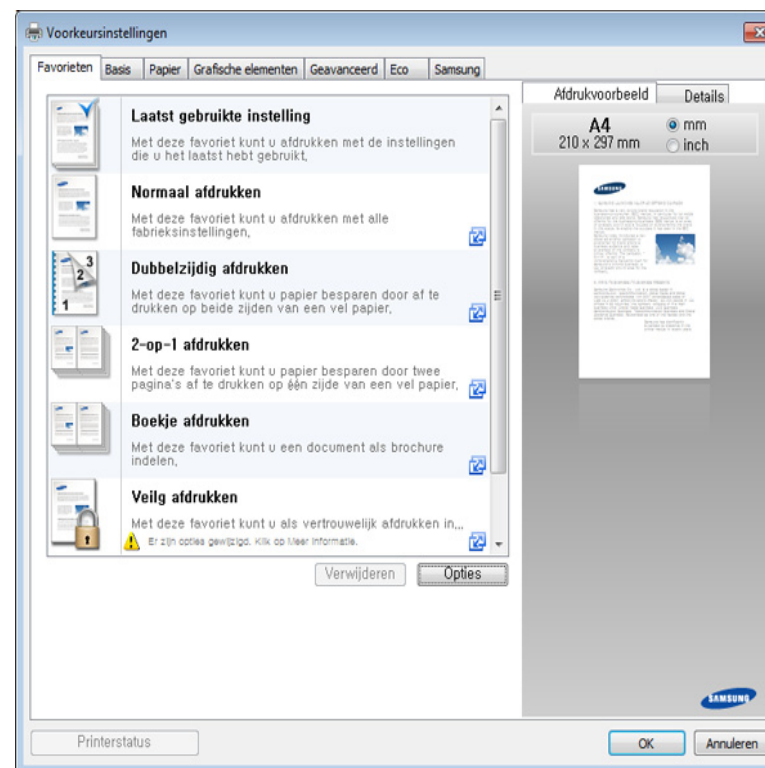 Voorkeursinstellingen
Favorieten Basis Papier Grafische elementen Geavanceerd Eco Samsung
Laatst gebruikte instelling
Met deze favoriet kunt u afdrukken met de instellingen
die u het laatst hebt gebruikt.
Normaal afdrukken
Met deze favoriet kunt u afdrukken met alle
fabrieksinstellingen.
Dubbelzijdig afdrukken
Met deze favoriet kunt u papier besparen door af te
drukken op beide zijden van een vel papier.
2-op-1 afdrukken
Met deze favoriet kunt u papier besparen door twee
pagina's af te drukken op één zijde van een vel papier.
Boekje afdrukken
Met deze favoriet kunt u een document als brochure
indelen.
Veilg afdrukken
Met deze favoriet kunt u als vertrouwelijk afdrukken in...
Er zijn opties gewijzigd. Klik op Meer informatie.
Verwijderen Opties
Afdrukvoorbeeld Details
A4
210 x 297 mm
mm
inch
SAMSUNG
SAMSUNG
Printerstatus
OK Annuleren
1 2 3